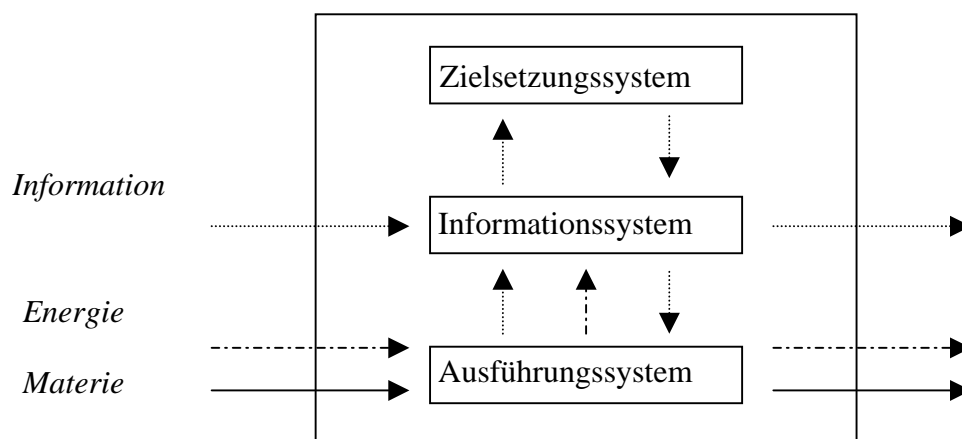 Zielsetzungssystem
Information
Informationssystem
Energie
Materie
Ausführungssystem